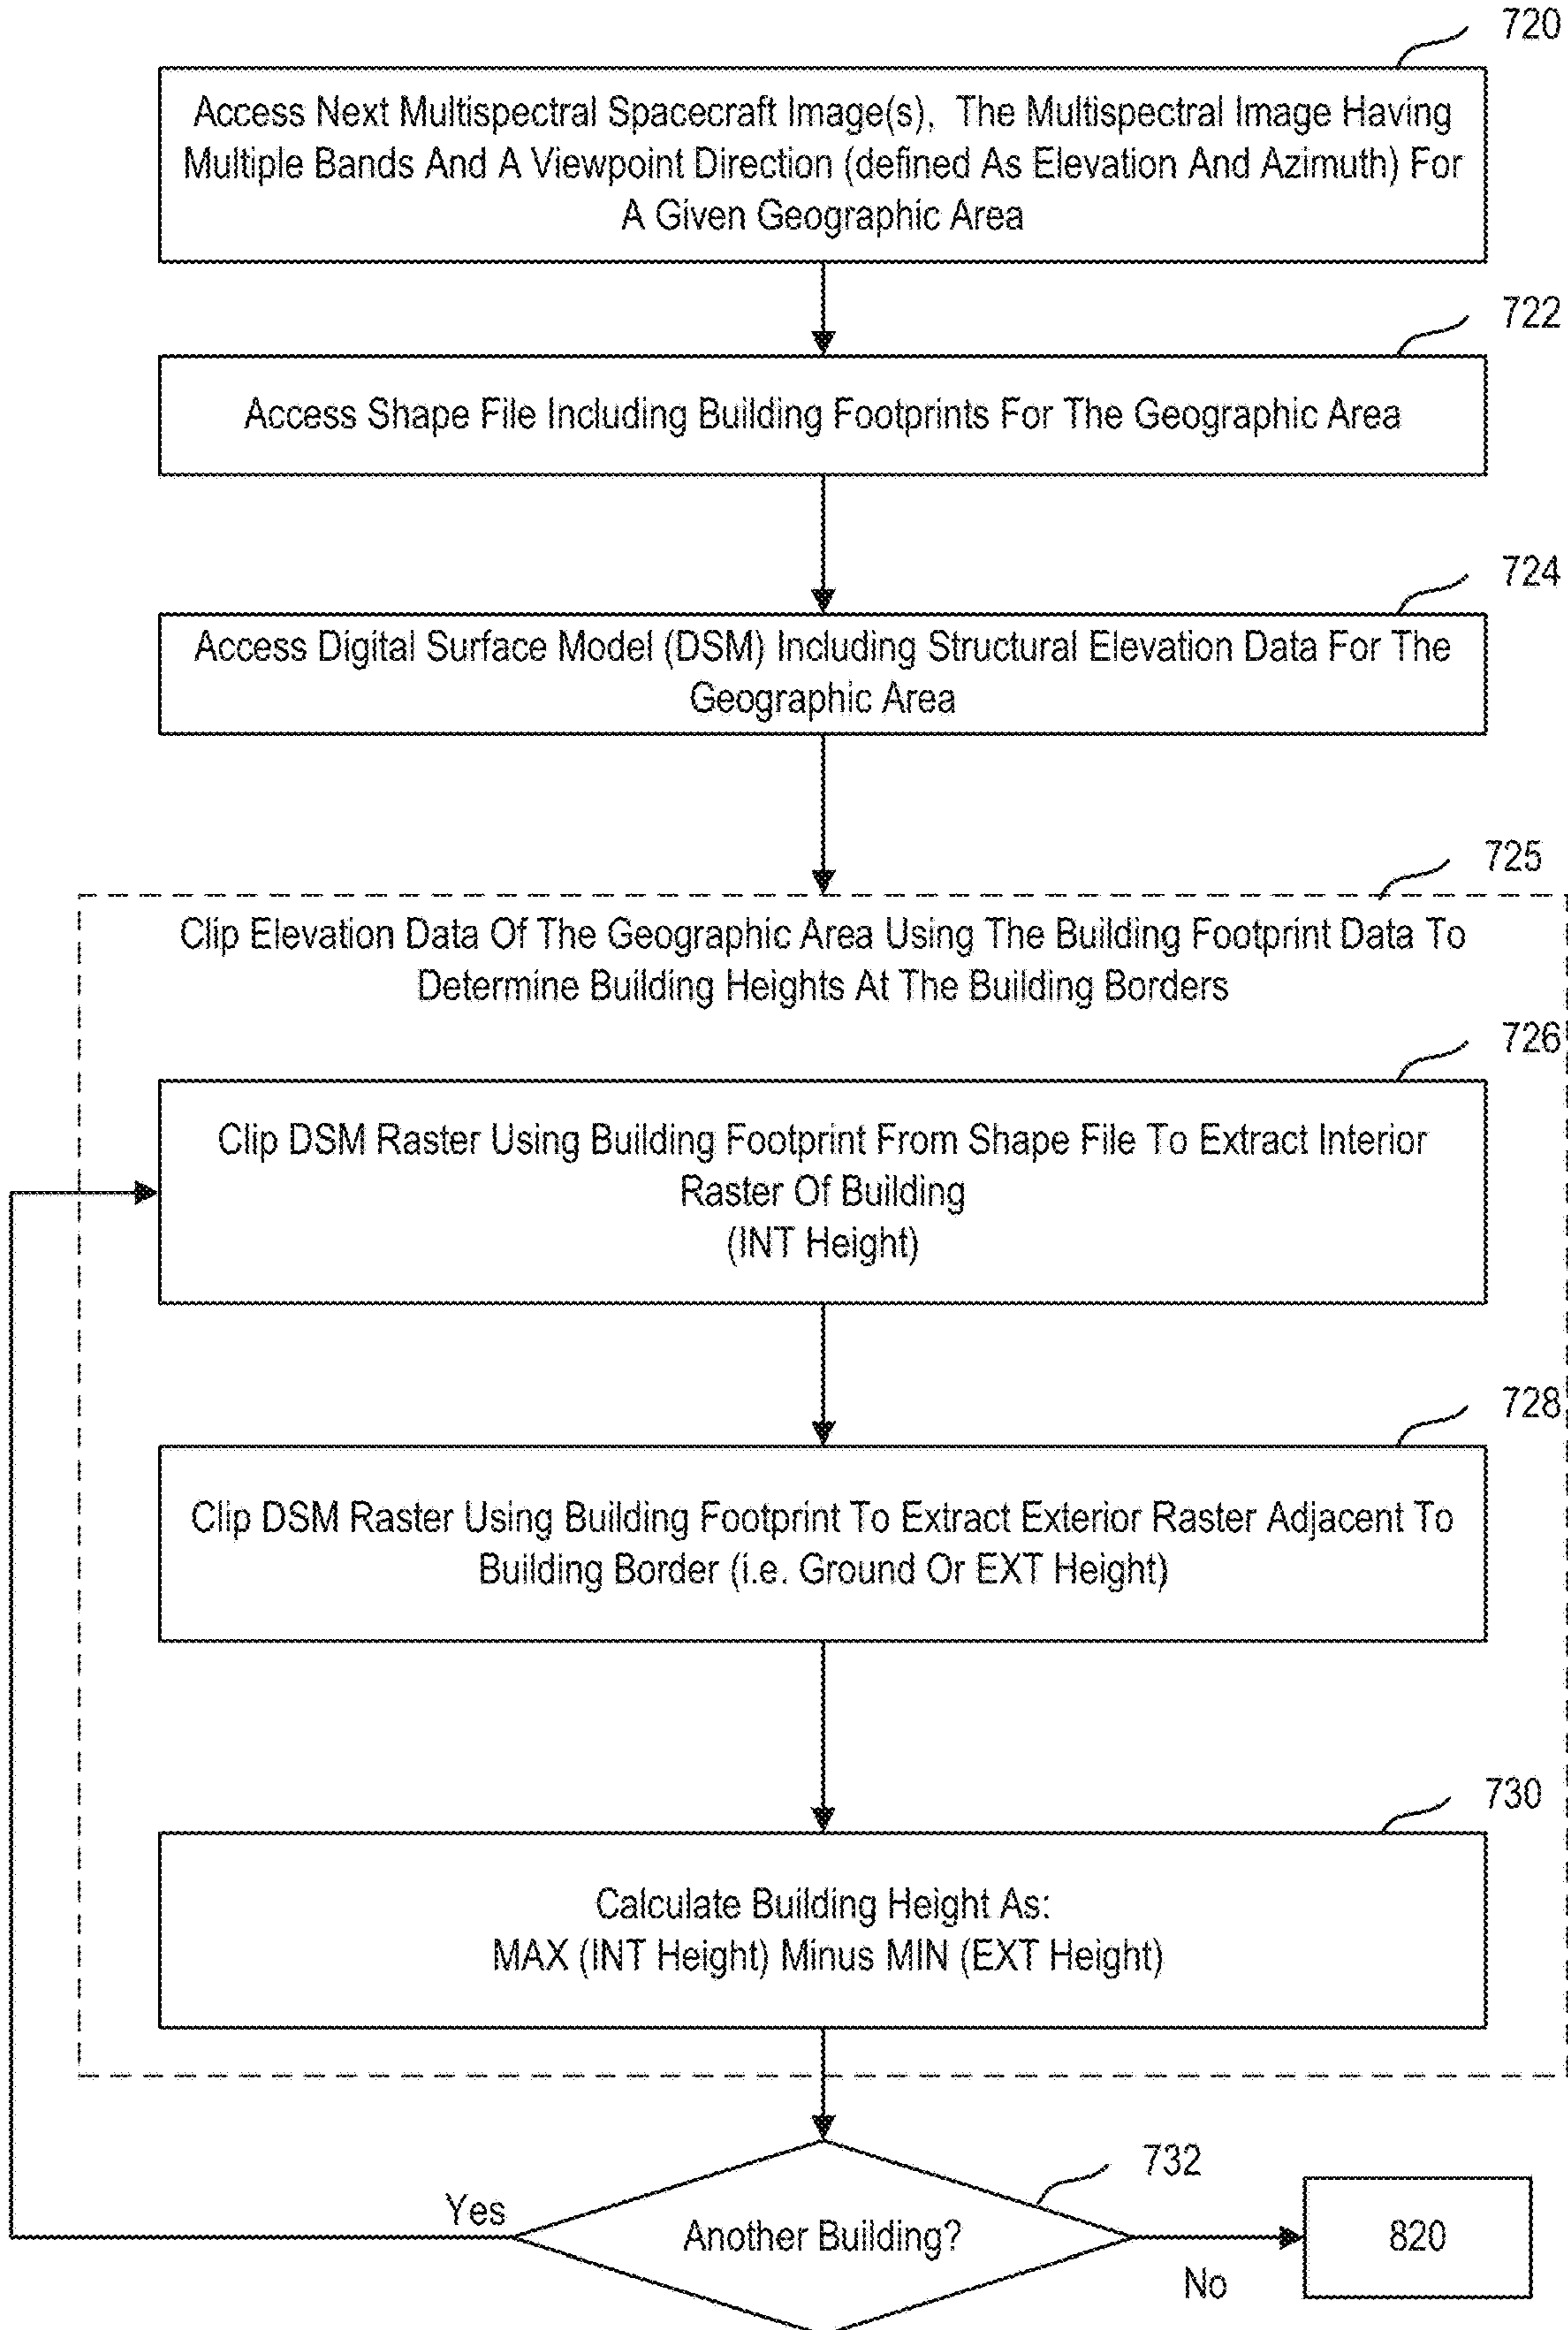 720
Access Next Multispectral Spacecraft Image(s), The Multispectral Image Having
Multiple Bands And A Viewpoint Direction (defined As Elevation And Azimuth) For
A Given Geographic Area
722
Access Shape File Including Building Footprints For The Geographic Area
724
Access Digital Surface Model (DSM) Including Structural Elevation Data For The
Geographic Area
725
Clip Elevation Data Of The Geographic Area Using The Building Footprint Data To
Determine Building Heights At The Building Borders
726
Clip DSM Raster Using Building Footprint From Shape File To Extract Interior
Raster Of Building
(INT Height)
728
Clip DSM Raster Using Building Footprint To Extract Exterior Raster Adjacent To
Building Border (i.e. Ground Or EXT Height)
730
Calculate Building Height As:
MAX (INT Height) Minus MIN (EXT Height)
732
Yes
Another Building?
No
820